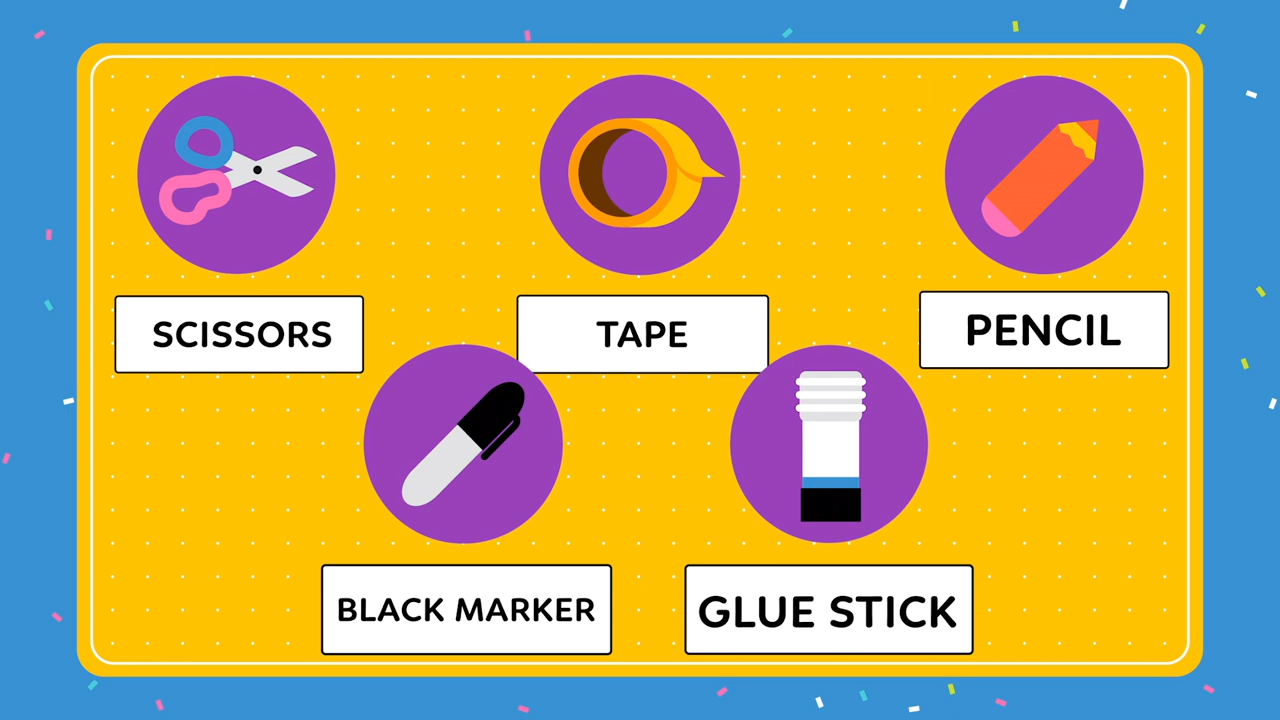 SCISSORS
TAPE
PENCIL
BLACK MARKER
GLUE STICK